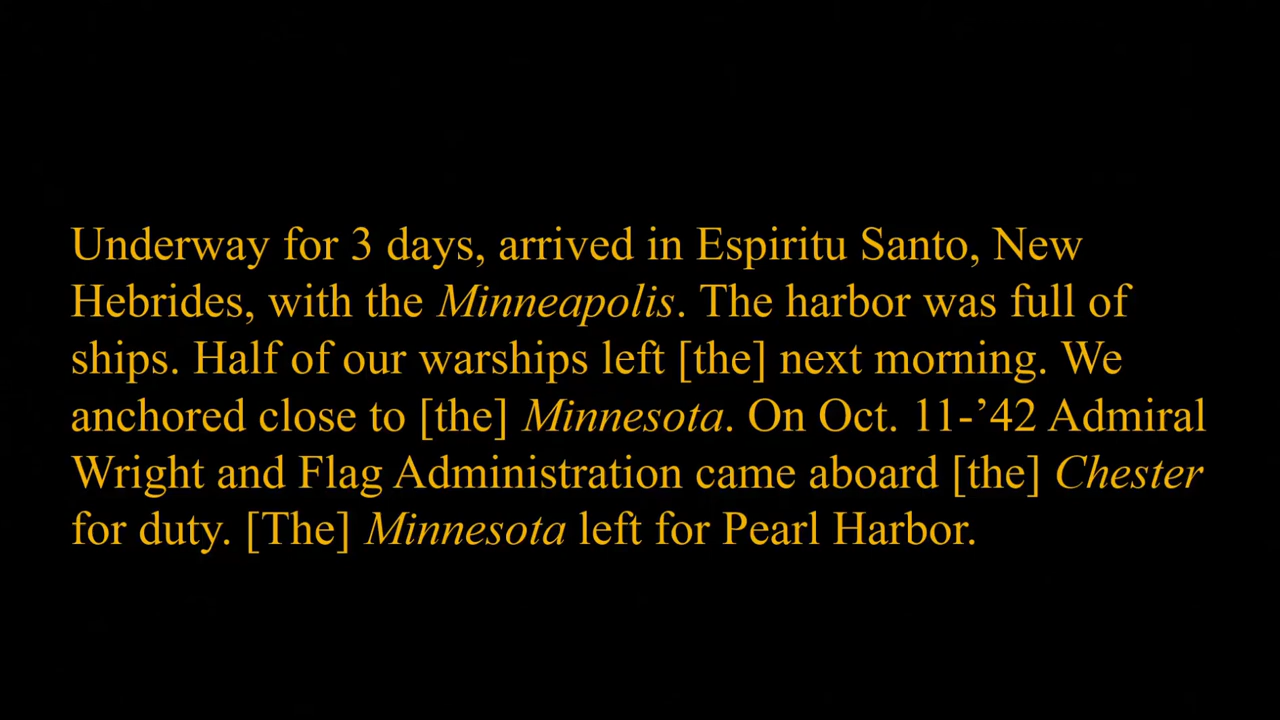 Underway for 3 days, arrived in Espiritu Santo, New
Hebrides, with the Minneapolis. The harbor was full of
ships. Half of our warships left [the] next morning. We
anchored close to [the] Minnesota. On Oct. 11-’42 Admiral
Wright and Flag Administration came aboard [the] Chester
for duty. [The] Minnesota left for Pearl Harbor.